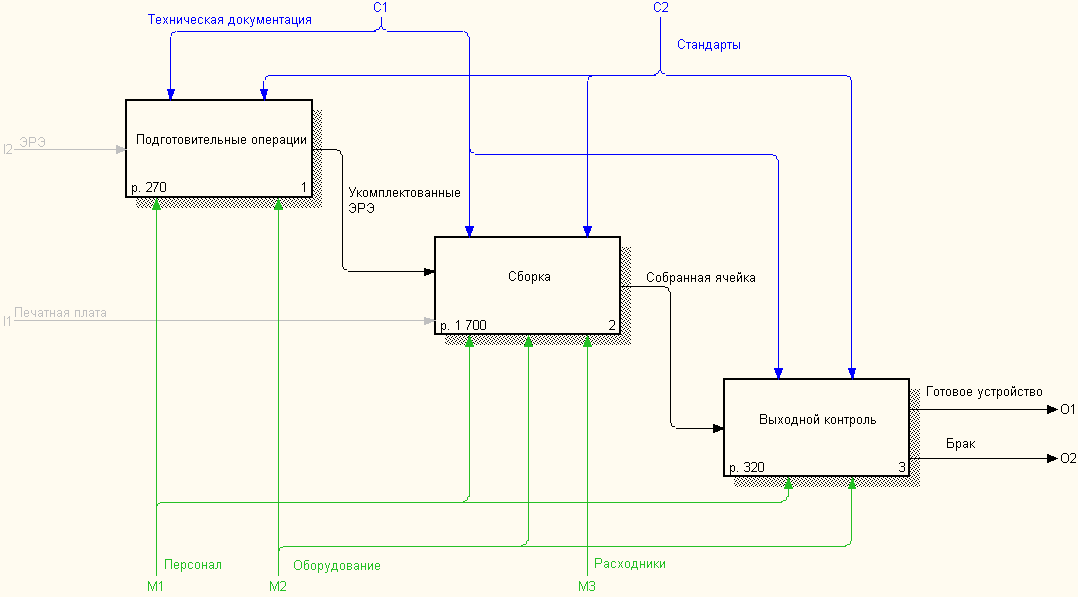 C1
C2
Техническая документация
Стандарты
Подготовительные операции
I2
ЭРЭ
р. 270
1
Укомплектованные
ЭРЭ
Сборка
Собранная ячейка
I1
Печатная плата
р. 1 700
2
Готовое устройство
O1
Выходной контроль
Брак
O2
р. 320
3
Персонал
Оборудование
Расходники
M1
M2
M3